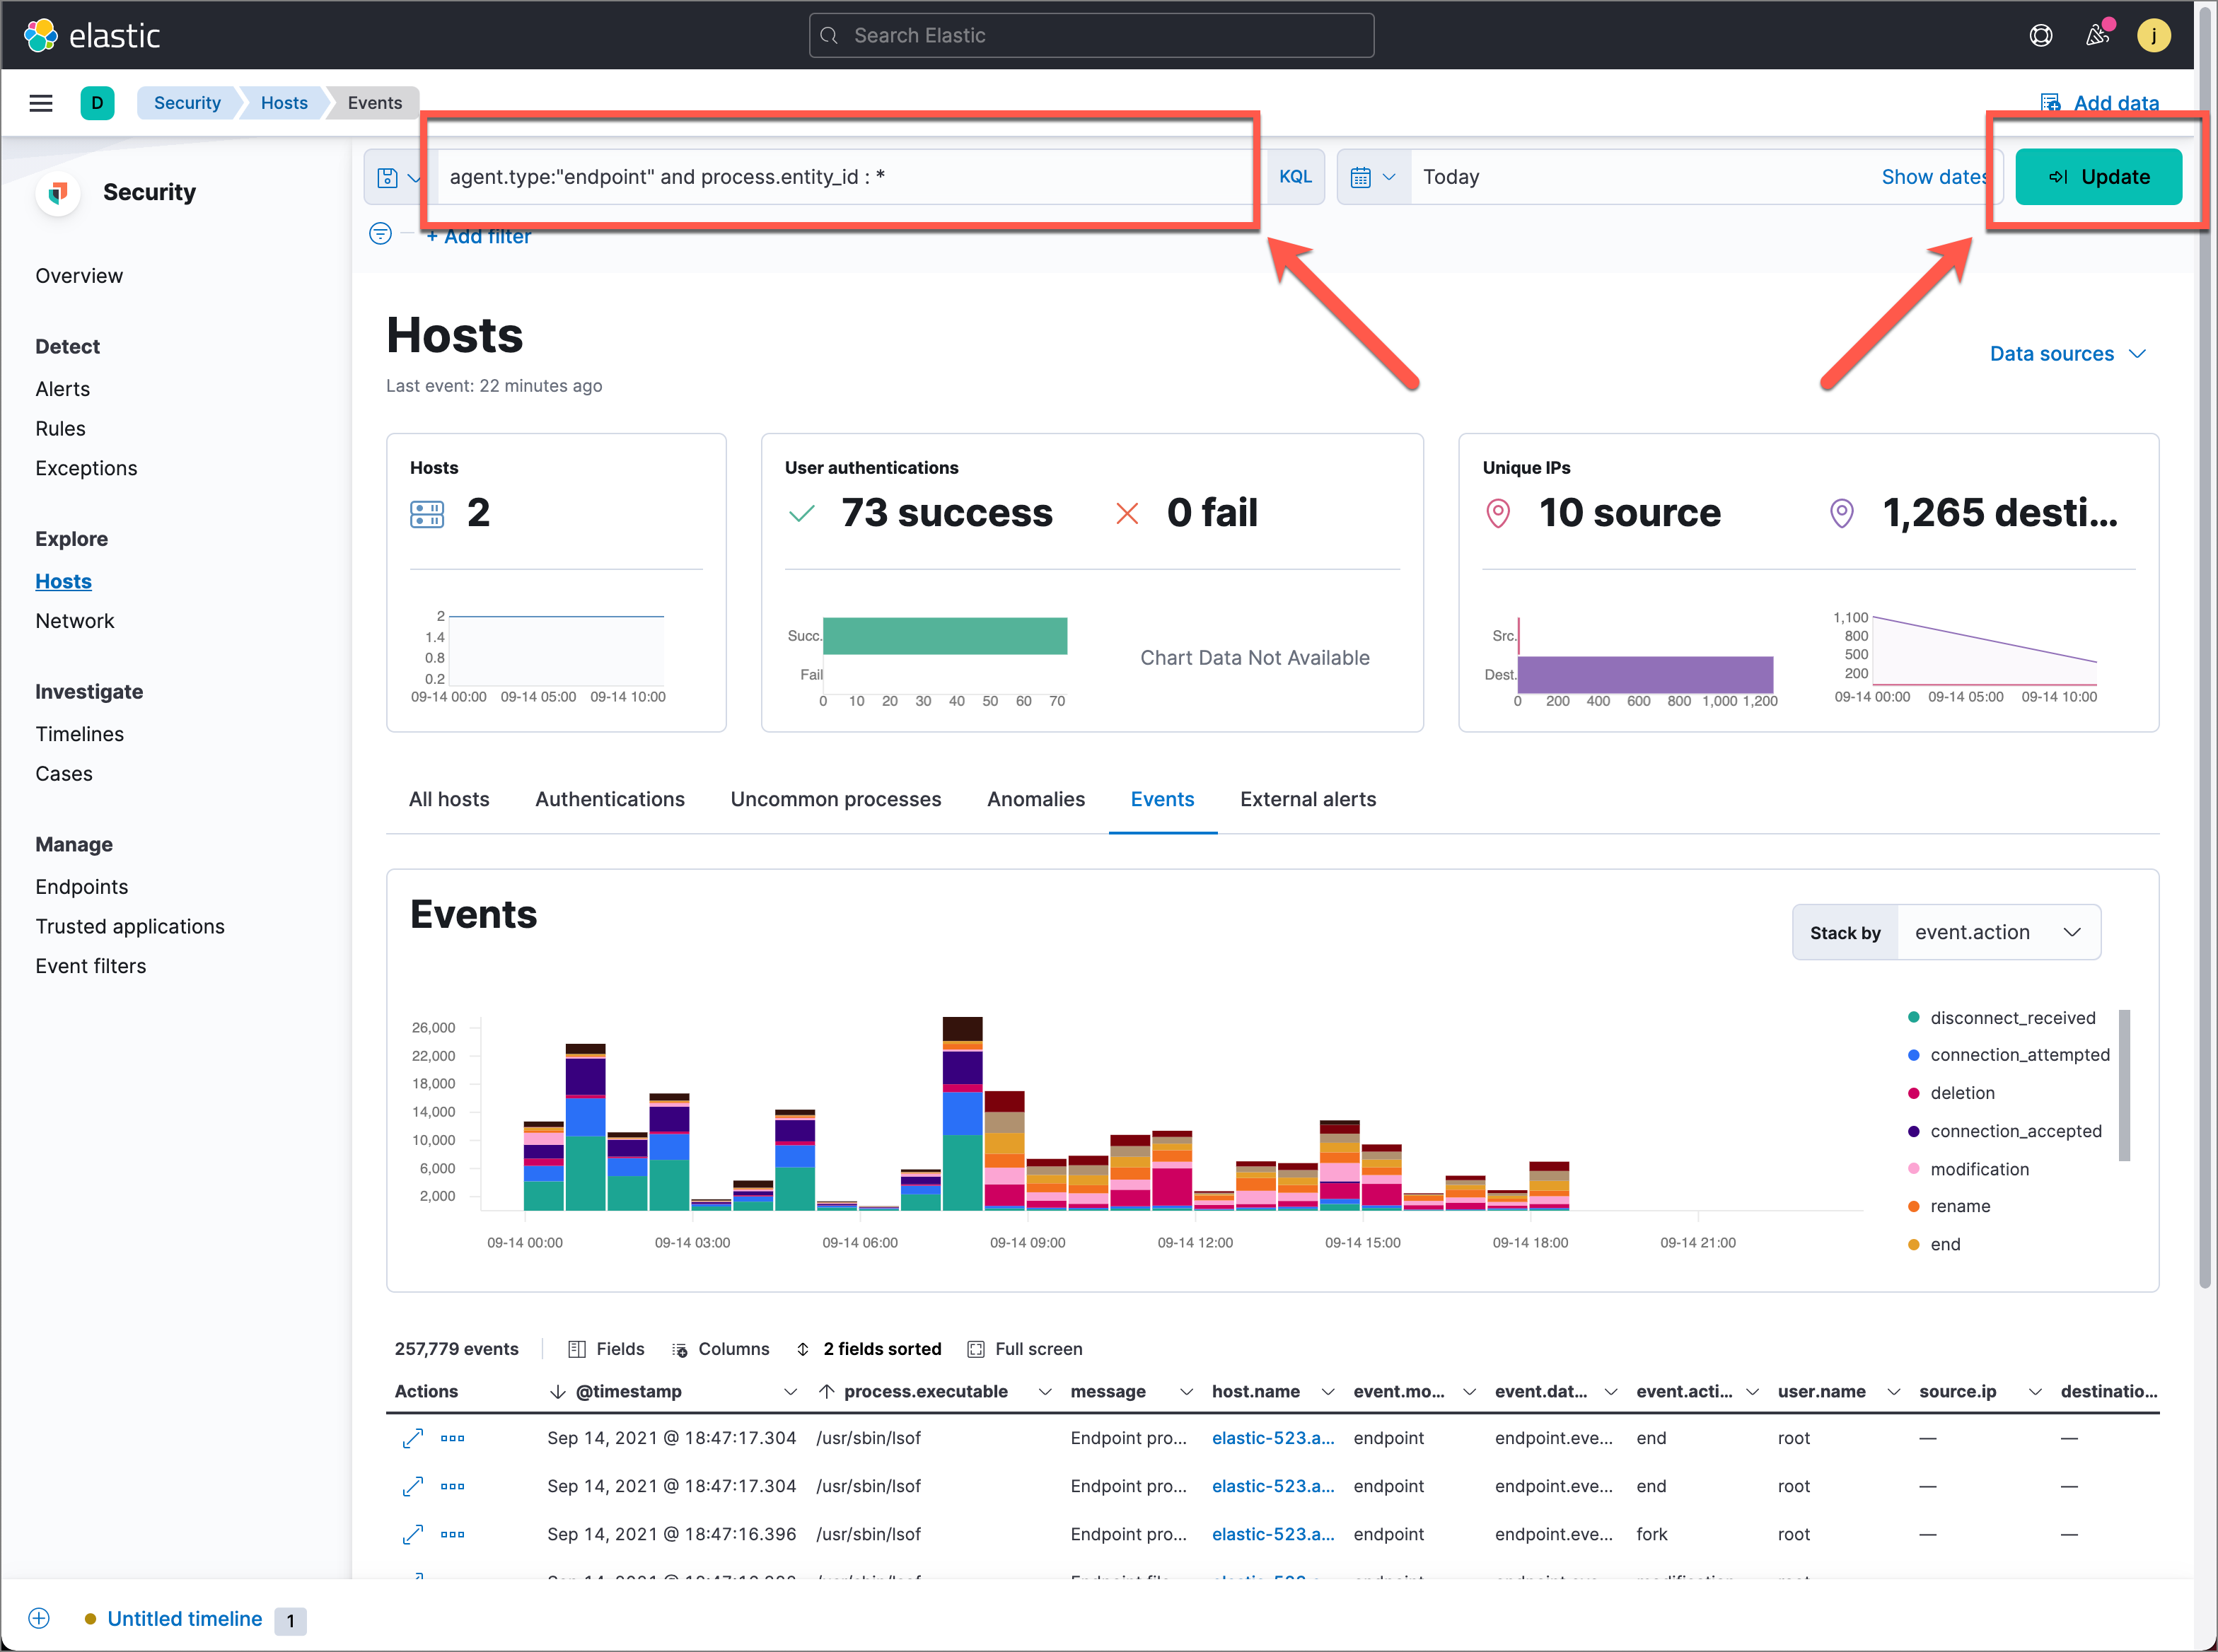 elastic
Search Elastic
j
D
Security
Hosts
Events
Add data
agent.type:"endpoint" and process.entity_id : *
KQL
Today
Show dates
Update
+ Add filter
Security
Overview
Detect
Alerts
Rules
Exceptions
Explore
Hosts
Network
Investigate
Timelines
Cases
Manage
Endpoints
Trusted applications
Event filters
Hosts
Last event: 22 minutes ago
Data sources
Hosts
2
2
1.4
0.8
0.2
09-14 00:00 09-14 05:00 09-14 10:00
User authentications
73 success
0 fail
Succ.
Fail
0 10 20 30 40 50 60 70
Chart Data Not Available
Unique IPs
10 source
1,265 desti...
Src.
Dest.
0 200 400 600 800 1,000 1,200
1,100
800
500
200
09-14 00:00 09-14 05:00 09-14 10:00
All hosts Authentications Uncommon processes Anomalies Events External alerts
Events
Stack by event.action
26,000
22,000
18,000
14,000
10,000
6,000
2,000
09-14 00:00 09-14 03:00 09-14 06:00 09-14 09:00 09-14 12:00 09-14 15:00 09-14 18:00 09-14 21:00
disconnect_received
connection_attempted
deletion
connection_accepted
modification
rename
end
257,779 events Fields Columns 2 fields sorted Full screen
Actions @timestamp process.executable message host.name event.mo... event.dat... event.acti... user.name source.ip destinatio...
Sep 14, 2021 @ 18:47:17.304 /usr/sbin/lsof Endpoint pro... elastic-523.a... endpoint endpoint.eve... end root — —
Sep 14, 2021 @ 18:47:17.304 /usr/sbin/lsof Endpoint pro... elastic-523.a... endpoint endpoint.eve... end root — —
Sep 14, 2021 @ 18:47:16.396 /usr/sbin/lsof Endpoint pro... elastic-523.a... endpoint endpoint.eve... fork root — —
Untitled timeline 1